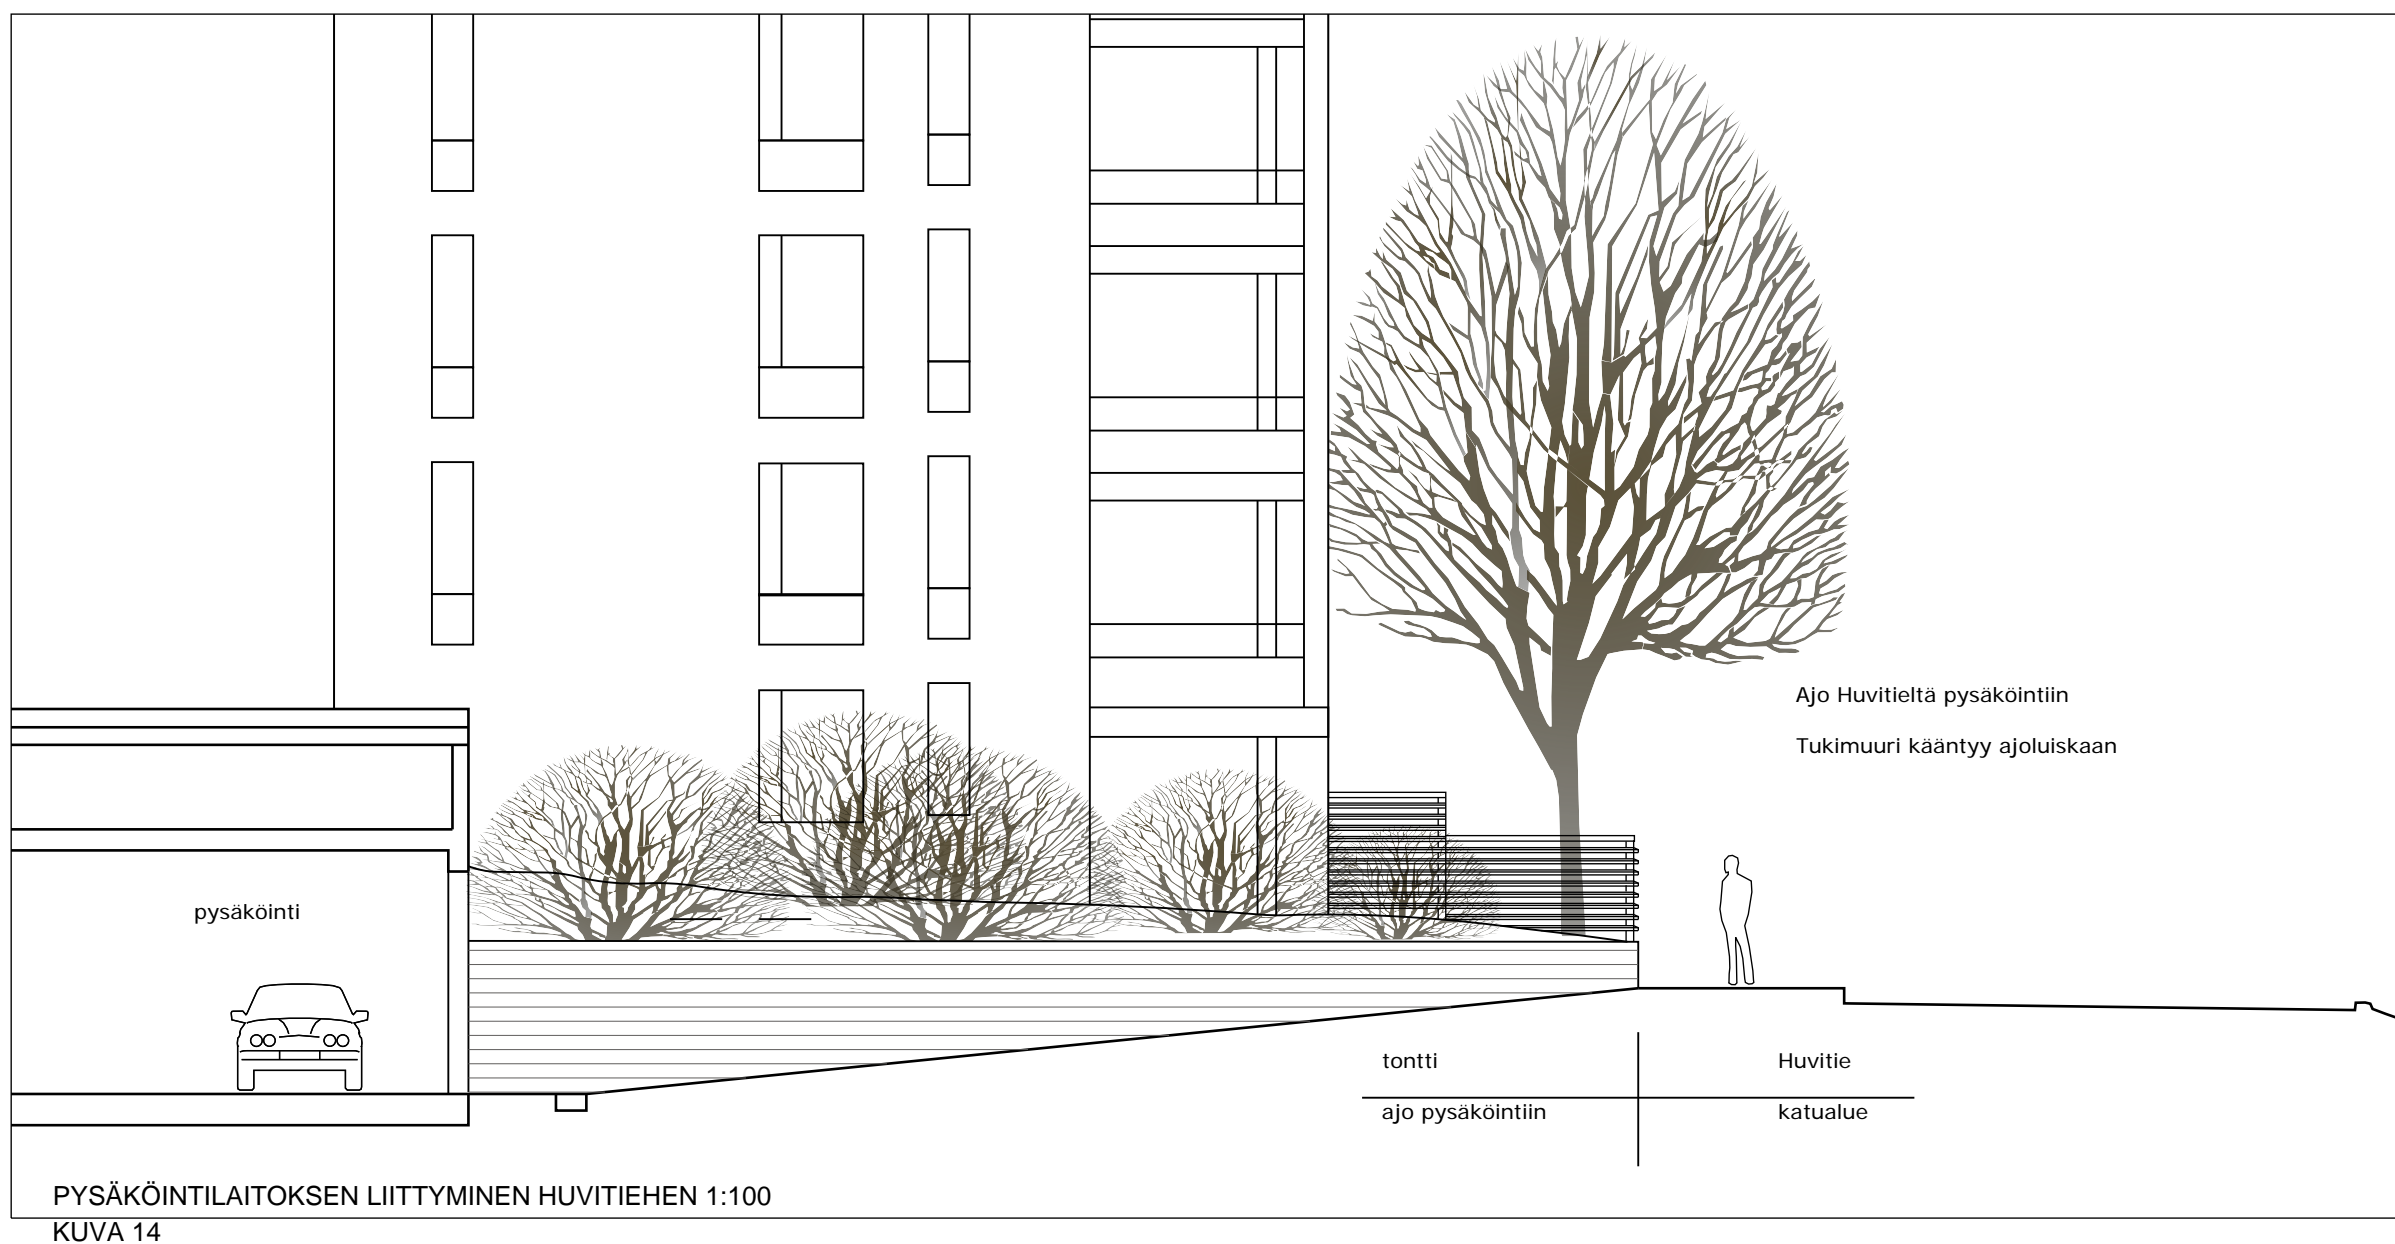 Ajo Huvitieltä pysäköintiin
Tukimuuri kääntyy ajoluiskaan
pysäköinti
tontti
Huvitie
ajo pysäköintiin
katualue
PYSÄKÖINTILAITOKSEN LIITTYMINEN HUVITIEHEN 1:100
KUVA 14